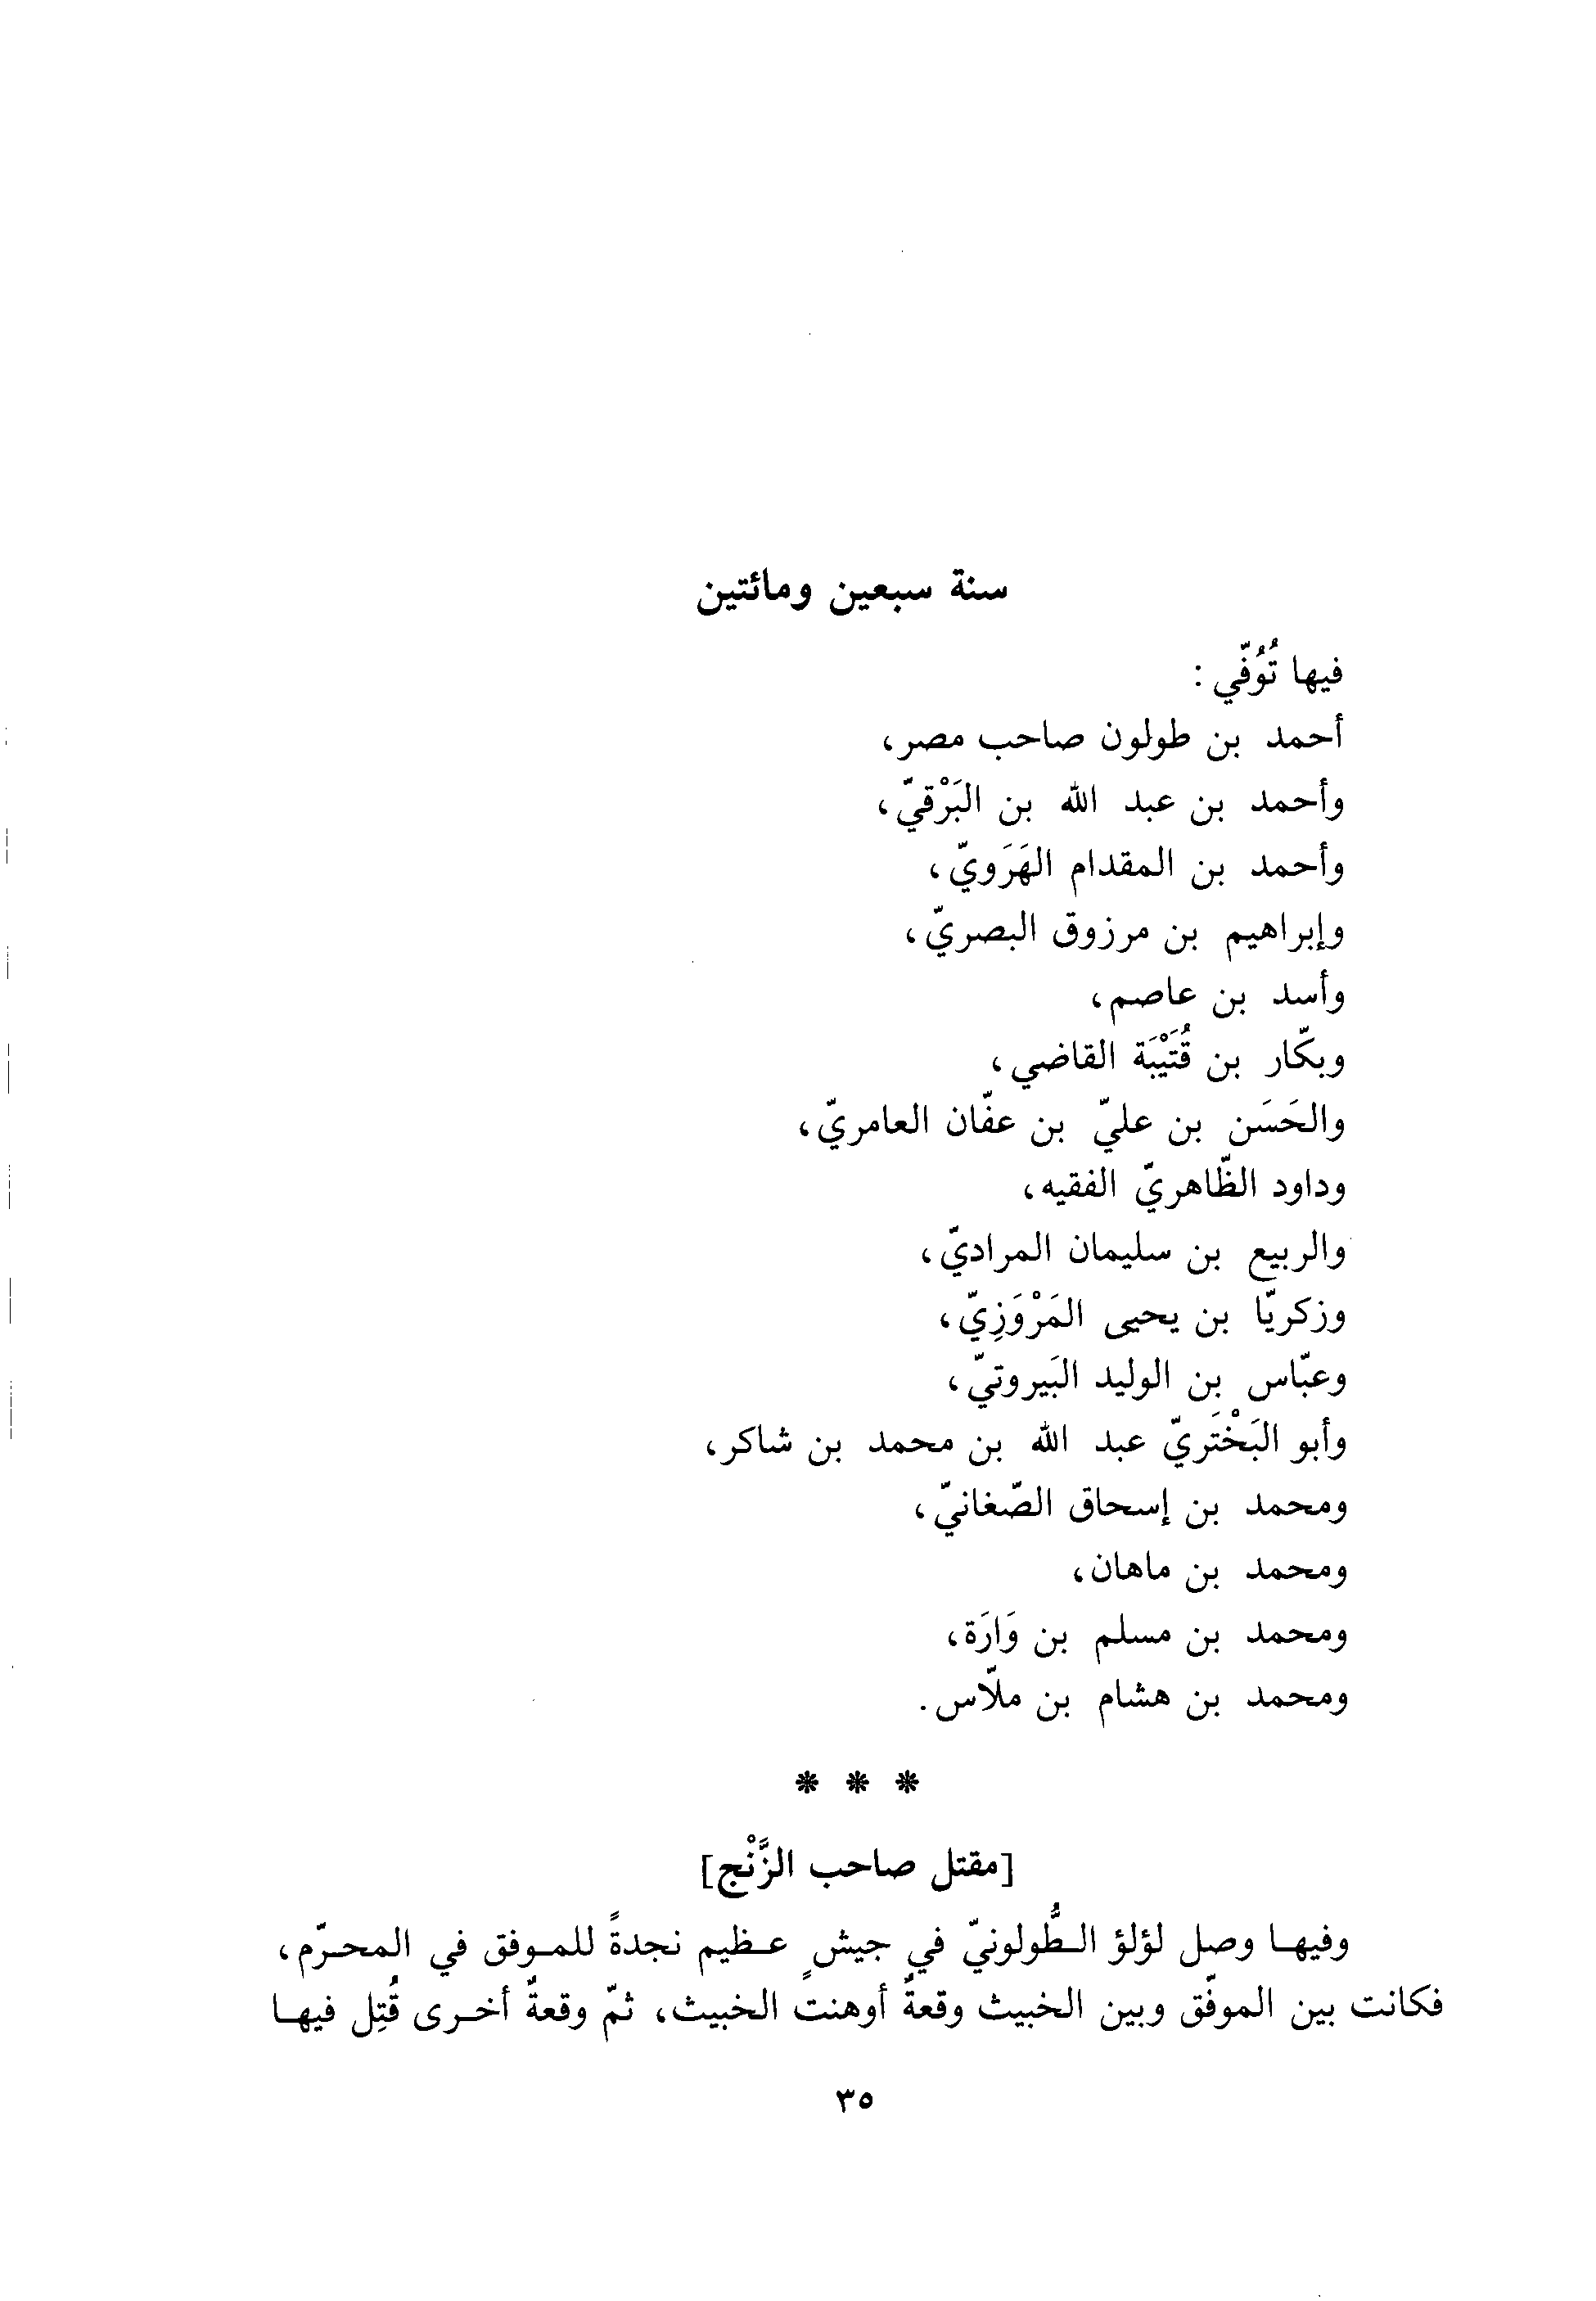 سنة سبعين ومائتين
فيها تُوُفّي :
أحمد بن طولون صاحب مصر،
وأحمد بن عبد الله بن البَرْقيّ،
وأحمد بن المقدام الهَرَويّ،
وإبراهيم بن مرزوق البصريّ،
وأسد بن عاصم،
وبكّار بن قُتَيْبَة القاضي،
والحَسَن بن عليّ بن عفّان العامريّ،
وداود الظّاهريّ الفقيه،
والربيع بن سليمان المراديّ،
وزكريّا بن يحيى المَرْوَزِيّ،
وعبّاس بن الوليد البَيروتيّ،
وأبو البَخْتَريّ عبد الله بن محمد بن شاكر،
ومحمد بن إسحاق الصّغانيّ،
ومحمد بن ماهان،
ومحمد بن مسلم بن وَارَة،
ومحمد بن هشام بن ملّاس.
* * *
[مقتل صاحب الزَّنْج]
وفيها وصل لؤلؤ الطُّولونيّ في جيشٍ عظيم نجدةً للموفق في المحرّم،
فكانت بين الموفّق وبين الخبيث وقعةٌ أوهنت الخبيث، ثمّ وقعةٌ أخرى قُتِل فيها
٣٥